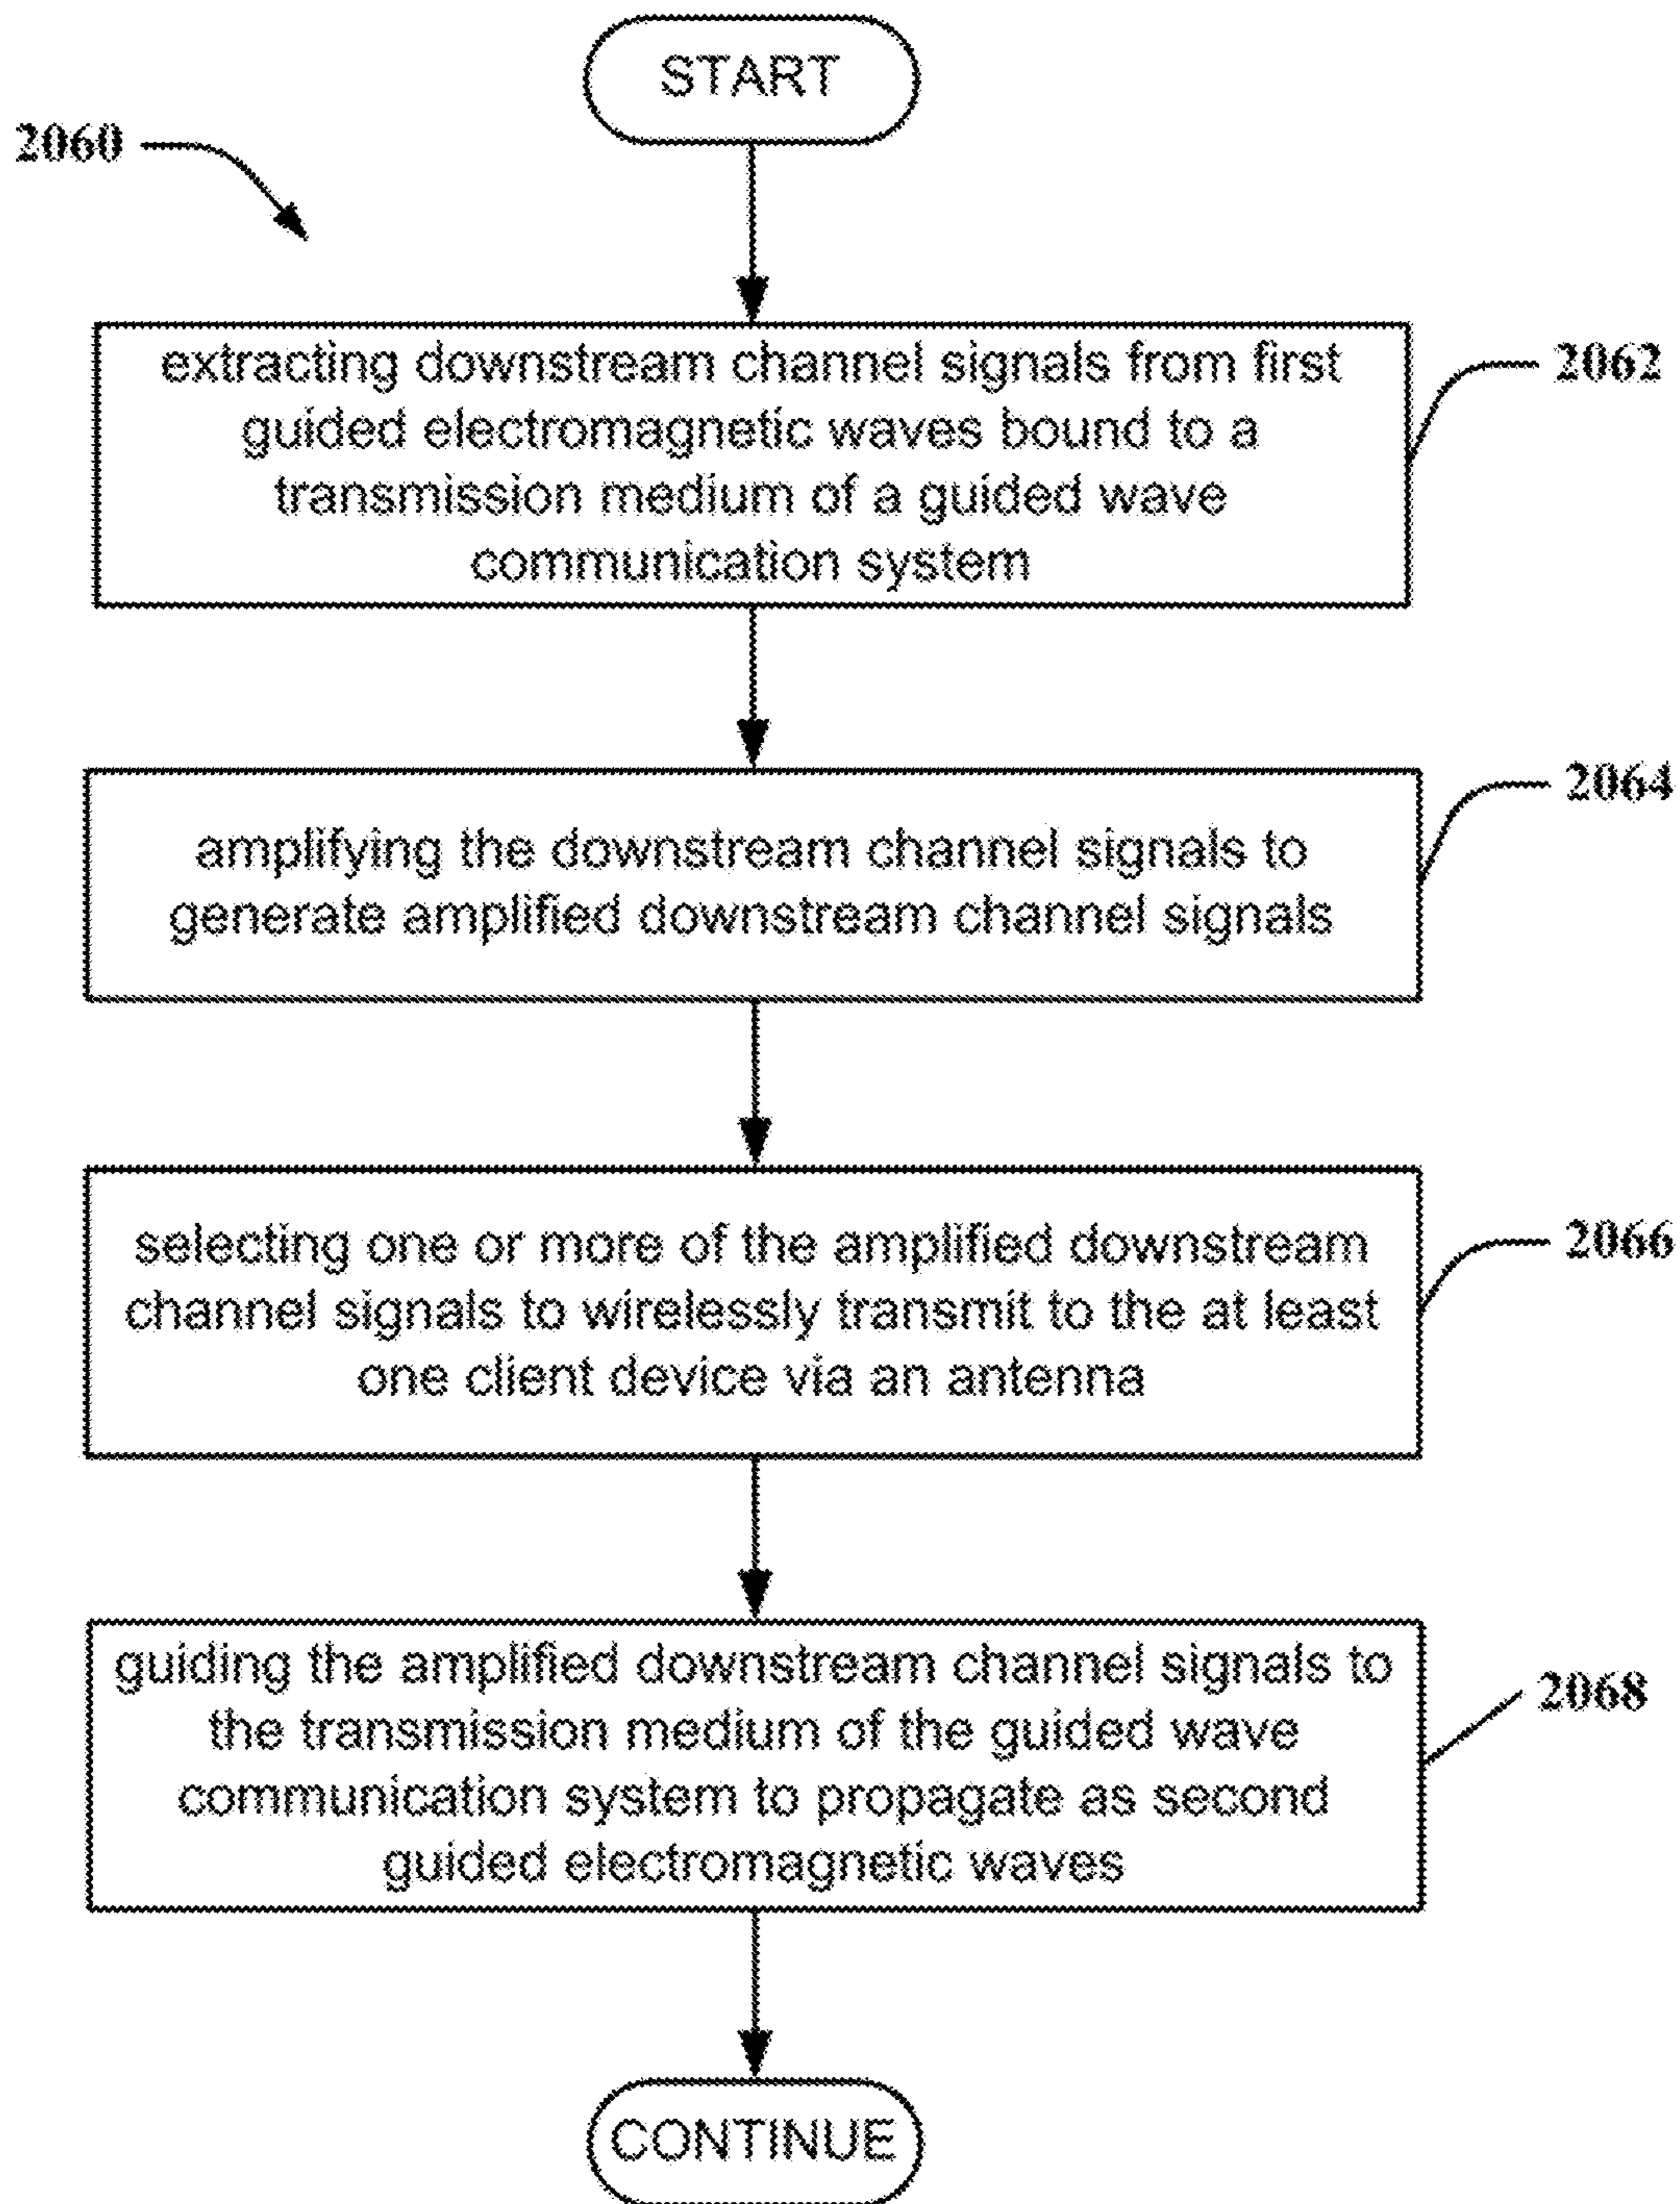 START
2060
extracting downstream channel signals from first
guided electromagnetic waves bound to a
transmission medium of a guided wave
communication system
2062
amplifying the downstream channel signals to
generate amplified downstream channel signals
2064
selecting one or more of the amplified downstream
channel signals to wirelessly transmit to the at least
one client device via an antenna
2066
guiding the amplified downstream channel signals to
the transmission medium of the guided wave
communication system to propagate as second
guided electromagnetic waves
2068
CONTINUE